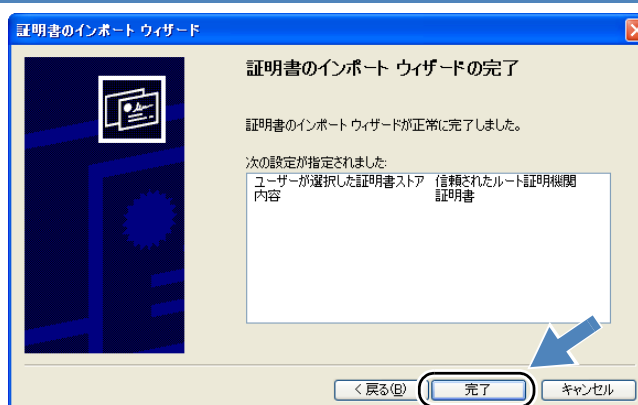 証明書のインポート ウィザード
証明書のインポート ウィザードの完了
証明書のインポート ウィザードが正常に完了しました。
次の設定が指定されました:
ユーザーが選択した証明書ストア 信頼されたルート証明機関
内容 証明書
< 戻る(B) 完了 キャンセル